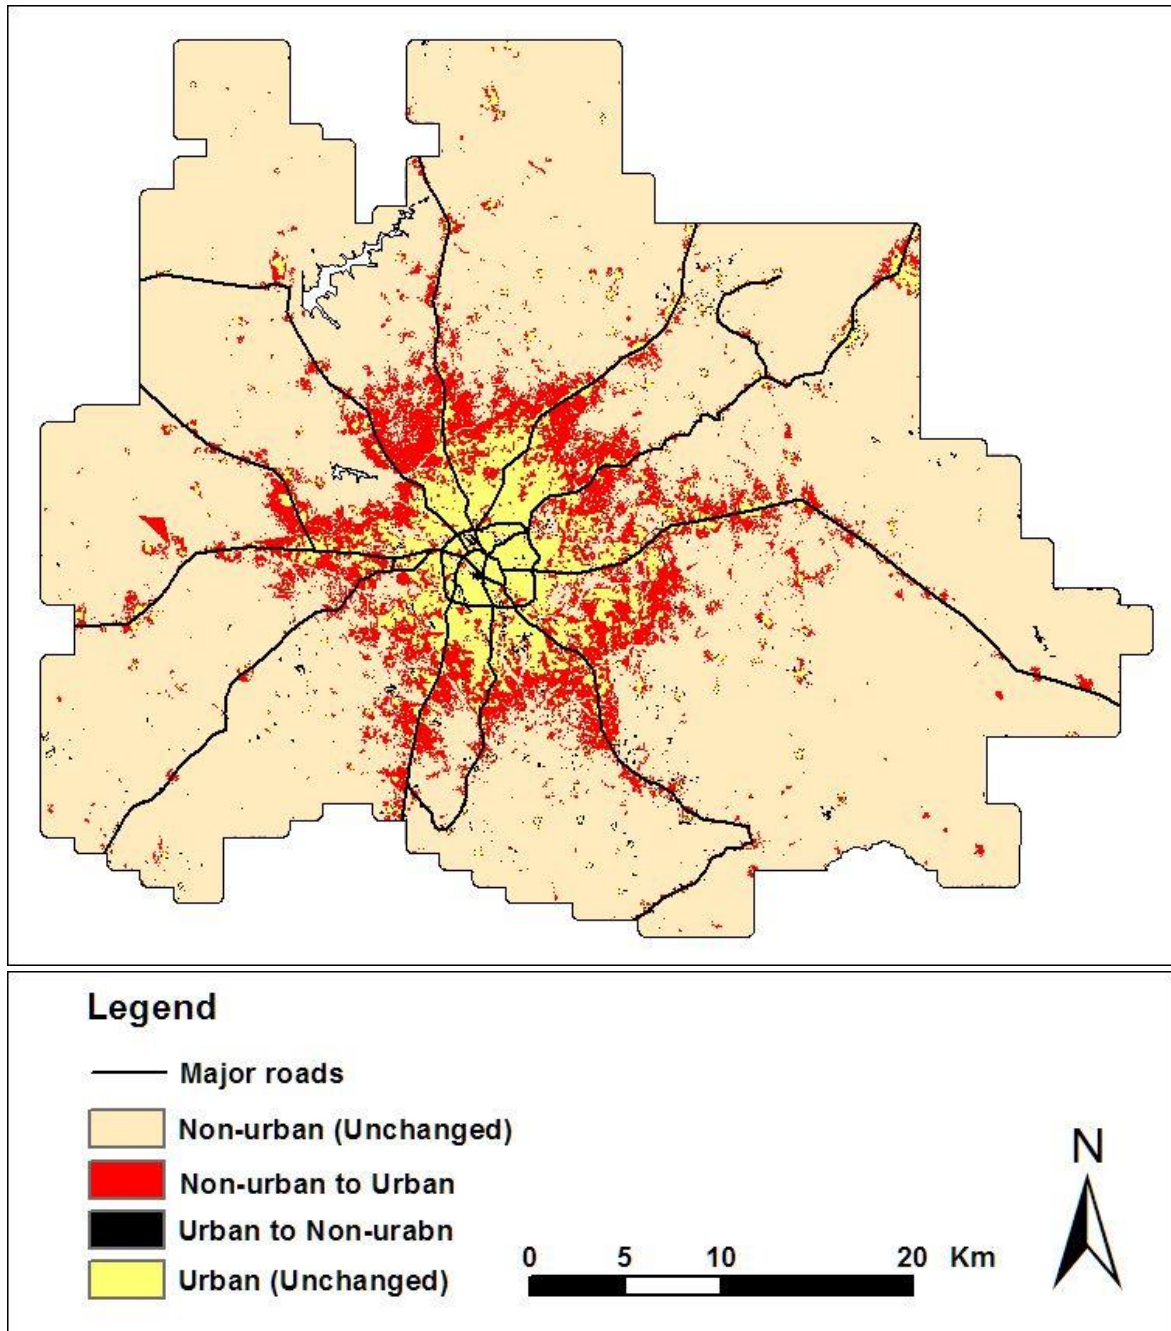 Legend
Major roads
Non-urban (Unchanged)
Non-urban to Urban
Urban to Non-urabn
Urban (Unchanged)
N
0 5 10 20 Km